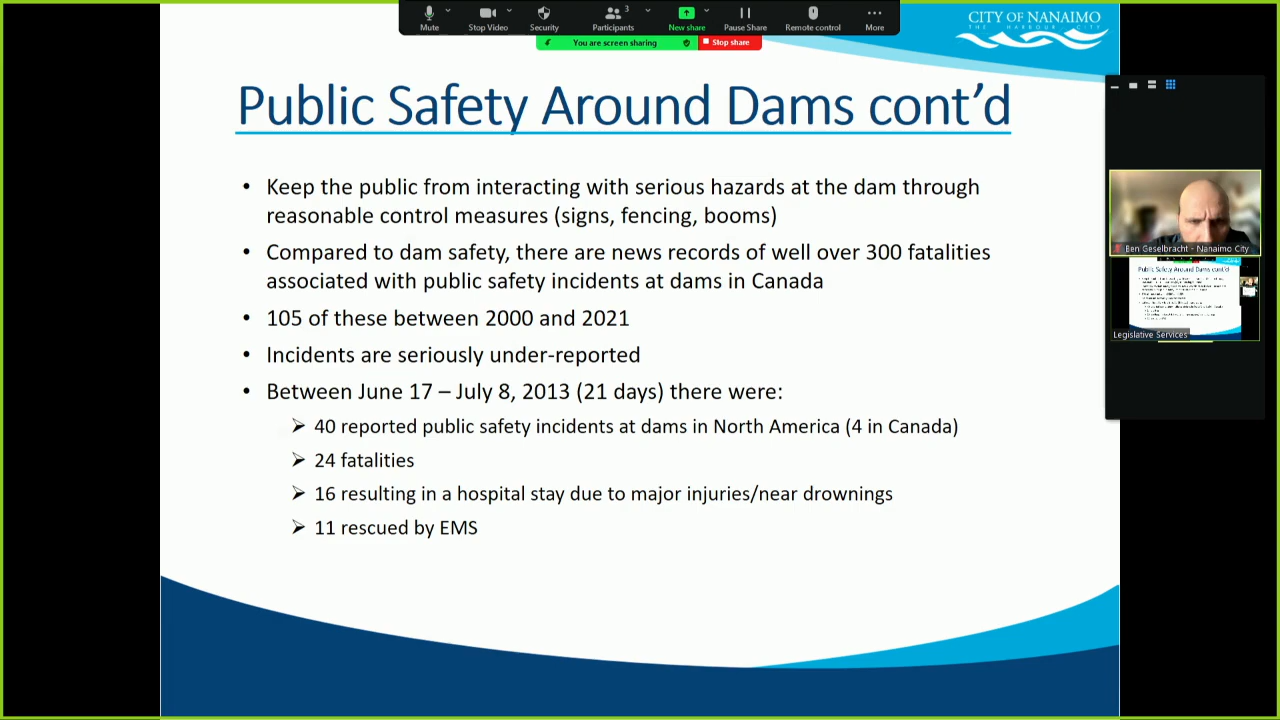 Mute
Stop Video
Security
Participants
3
New share
Pause Share
Remote control
More
You are screen sharing
Stop share
CITY OF NANAIMO
THE HARBOUR CITY
Public Safety Around Dams cont’d
• Keep the public from interacting with serious hazards at the dam through
reasonable control measures (signs, fencing, booms)
• Compared to dam safety, there are news records of well over 300 fatalities
associated with public safety incidents at dams in Canada
• 105 of these between 2000 and 2021
• Incidents are seriously under-reported
• Between June 17 – July 8, 2013 (21 days) there were:
➢ 40 reported public safety incidents at dams in North America (4 in Canada)
➢ 24 fatalities
➢ 16 resulting in a hospital stay due to major injuries/near drownings
➢ 11 rescued by EMS
Ben Geselbracht - Nanaimo City
Public Safety Around Dams cont'd
Legislative Services